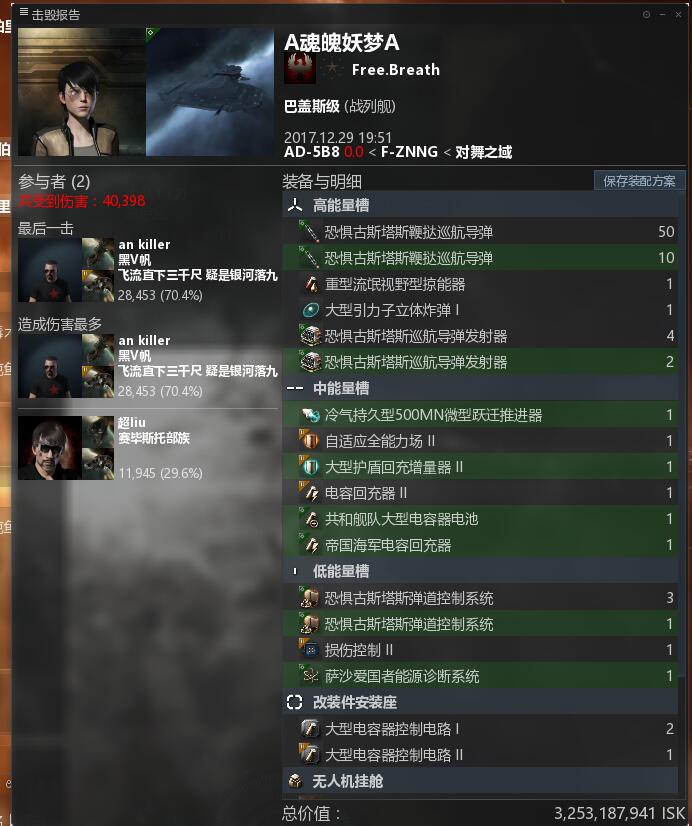 击毁报告
A魂魄妖梦A
Free.Breath
巴盖斯级 (战列舰)
2017.12.29 19:51
AD-5B8 0.0 < F-ZNNG < 对舞之域
参与者 (2)
共受到伤害：40,398
最后一击
an killer
黑V帆
飞流直下三千尺 疑是银河落九
28,453 (70.4%)
造成伤害最多
an killer
黑V帆
飞流直下三千尺 疑是银河落九
28,453 (70.4%)
超liu
赛毕斯托部族
11,945 (29.6%)
装备与明细
保存装配方案
高能量槽
恐惧古斯塔斯鞭挞巡航导弹 50
恐惧古斯塔斯鞭挞巡航导弹 10
重型流氓视野型掠能器 1
大型引力子立体炸弹 I 1
恐惧古斯塔斯巡航导弹发射器 4
恐惧古斯塔斯巡航导弹发射器 2
中能量槽
冷气持久型500MN微型跃迁推进器 1
自适应全能力场 II 1
大型护盾回充增量器 II 1
电容回充器 II 1
共和舰队大型电容器电池 1
帝国海军电容回充器 1
低能量槽
恐惧古斯塔斯弹道控制系统 3
恐惧古斯塔斯弹道控制系统 1
损伤控制 II 1
萨沙爱国者能源诊断系统 1
改装件安装座
大型电容器控制电路 I 2
大型电容器控制电路 II 1
无人机挂舱
总价值： 3,253,187,941 ISK